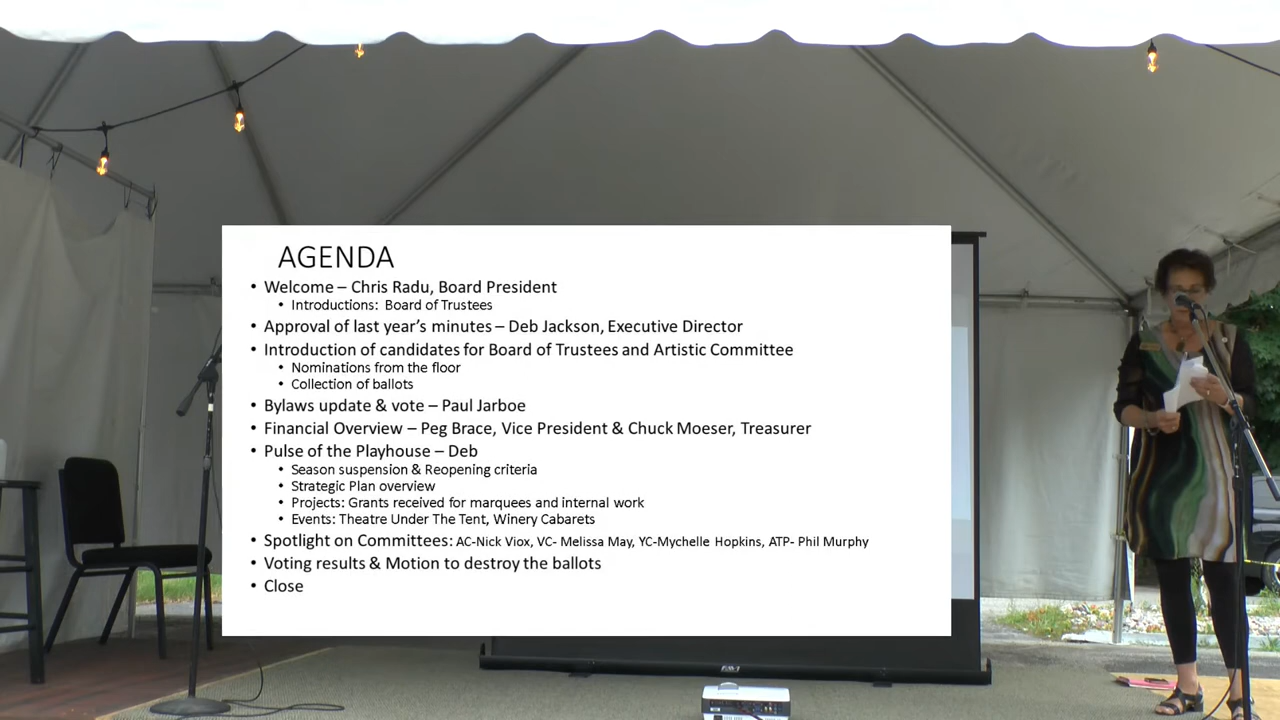 AGENDA
• Welcome – Chris Radu, Board President
• Introductions: Board of Trustees
• Approval of last year's minutes – Deb Jackson, Executive Director
• Introduction of candidates for Board of Trustees and Artistic Committee
• Nominations from the floor
• Collection of ballots
• Bylaws update & vote – Paul Jarboe
• Financial Overview – Peg Brace, Vice President & Chuck Moeser, Treasurer
• Pulse of the Playhouse – Deb
• Season suspension & Reopening criteria
• Strategic Plan overview
• Projects: Grants received for marquees and internal work
• Events: Theatre Under The Tent, Winery Cabarets
• Spotlight on Committees: AC-Nick Viox, VC- Melissa May, YC-Mychelle Hopkins, ATP- Phil Murphy
• Voting results & Motion to destroy the ballots
• Close